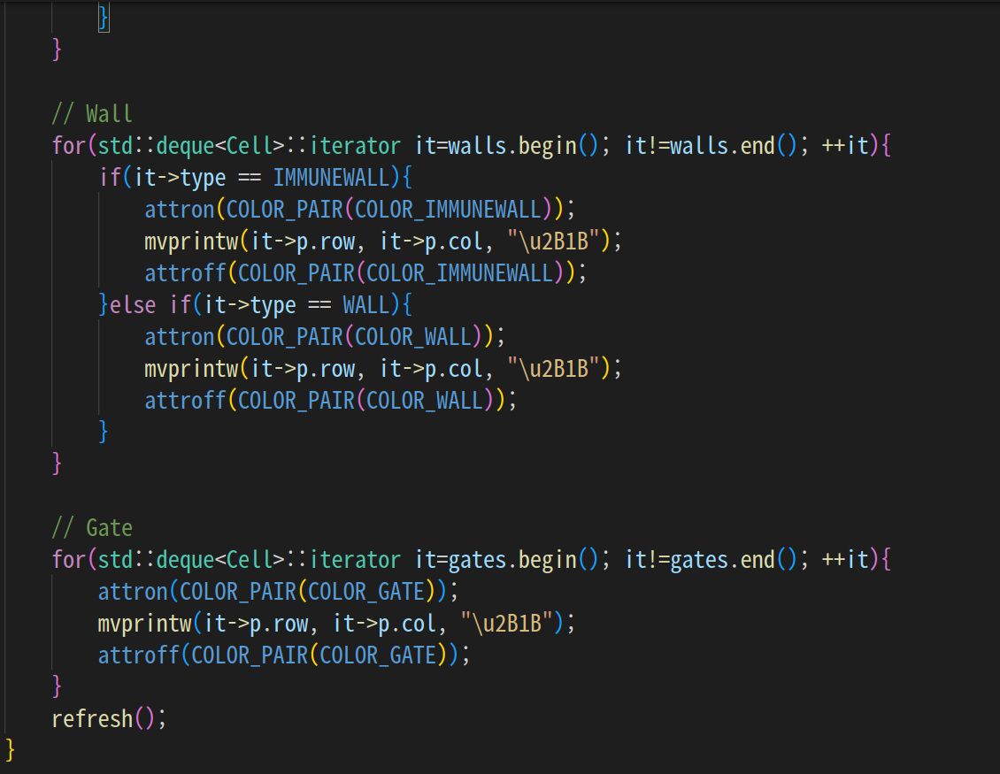 }
    }

    // Wall
    for(std::deque<Cell>::iterator it=walls.begin(); it!=walls.end(); ++it){
        if(it->type == IMMUNEWALL){
            attron(COLOR_PAIR(COLOR_IMMUNEWALL));
            mvprintw(it->p.row, it->p.col, "\u2B1B");
            attroff(COLOR_PAIR(COLOR_IMMUNEWALL));
        }else if(it->type == WALL){
            attron(COLOR_PAIR(COLOR_WALL));
            mvprintw(it->p.row, it->p.col, "\u2B1B");
            attroff(COLOR_PAIR(COLOR_WALL));
        }
    }

    // Gate
    for(std::deque<Cell>::iterator it=gates.begin(); it!=gates.end(); ++it){
        attron(COLOR_PAIR(COLOR_GATE));
        mvprintw(it->p.row, it->p.col, "\u2B1B");
        attroff(COLOR_PAIR(COLOR_GATE));
    }
    refresh();
}